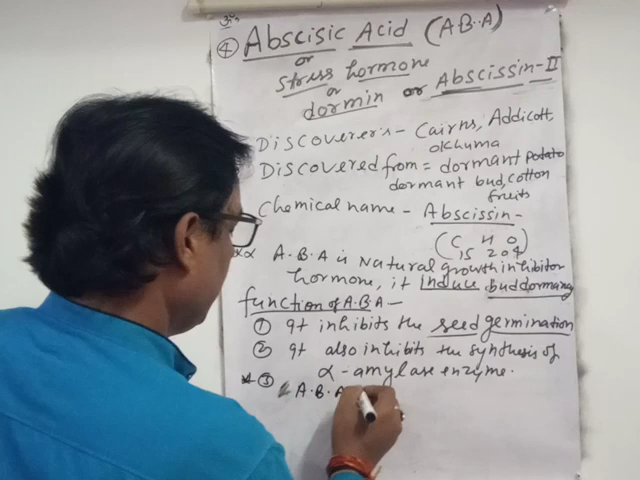 ॐ
④ Abscisic Acid (A.B.A)
or
Stress hormone
or
dormin or Abscissin-II
Discoverers - Cairns, Addicott,
okhuma
Discovered from = dormant Potato
dormant bud, cotton
fruits
Chemical name - Abscissin -
(C15 H20 O4)
A.B.A is Natural growth inhibitor
hormone, it induce bud dormancy
function of A.B.A -
① It inhibits the seed germination
② It also inhibits the synthesis of
α-amylase enzyme.
③ A.B.A